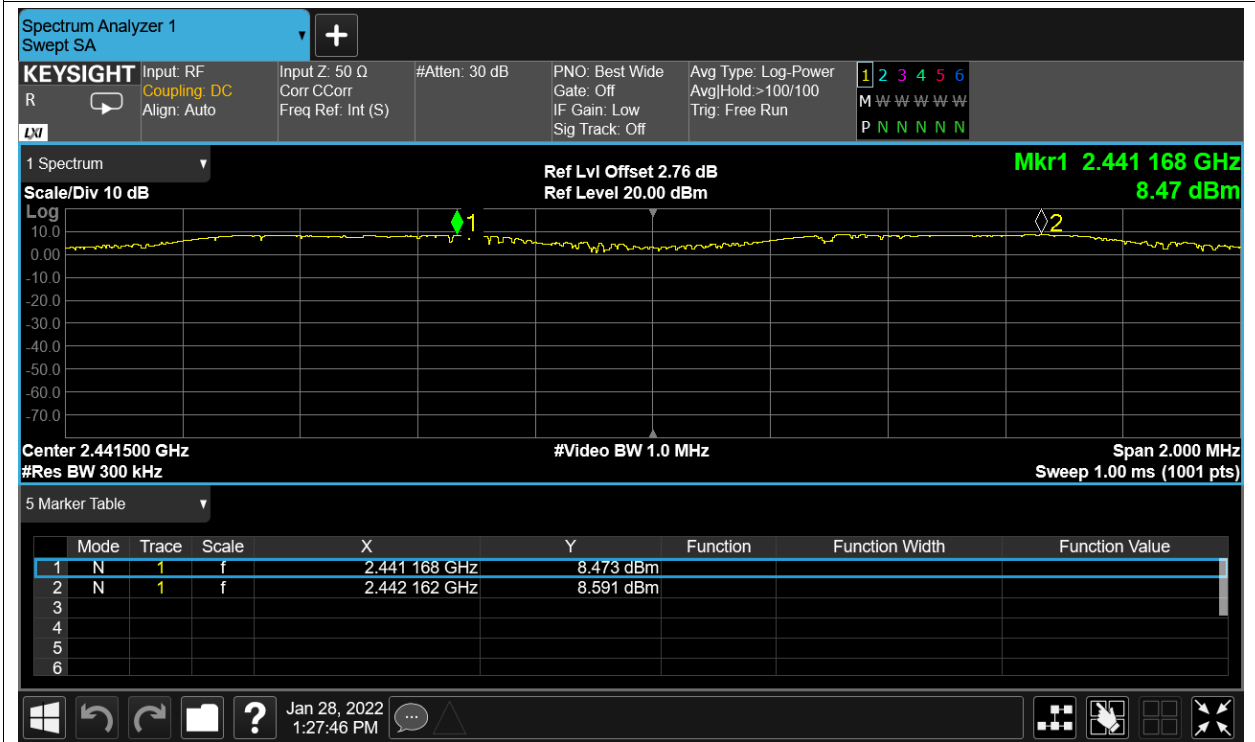 Spectrum Analyzer 1
Swept SA
+
KEYSIGHT
R
LXI
Input: RF
Coupling: DC
Align: Auto
Input Z: 50 Ω
Corr CCorr
Freq Ref: Int (S)
#Atten: 30 dB
PNO: Best Wide
Gate: Off
IF Gain: Low
Sig Track: Off
Avg Type: Log-Power
Avg|Hold:>100/100
Trig: Free Run
1 2 3 4 5 6
M W W W W W
P N N N N N
1 Spectrum
Scale/Div 10 dB
Ref Lvl Offset 2.76 dB
Ref Level 20.00 dBm
Mkr1 2.441 168 GHz
8.47 dBm
Log
10.0
0.00
-10.0
-20.0
-30.0
-40.0
-50.0
-60.0
-70.0
1
2
Center 2.441500 GHz
#Res BW 300 kHz
#Video BW 1.0 MHz
Span 2.000 MHz
Sweep 1.00 ms (1001 pts)
5 Marker Table
Mode Trace Scale X Y Function Function Width Function Value
1 N 1 f 2.441 168 GHz 8.473 dBm
2 N 1 f 2.442 162 GHz 8.591 dBm
3
4
5
6
?
Jan 28, 2022
1:27:46 PM